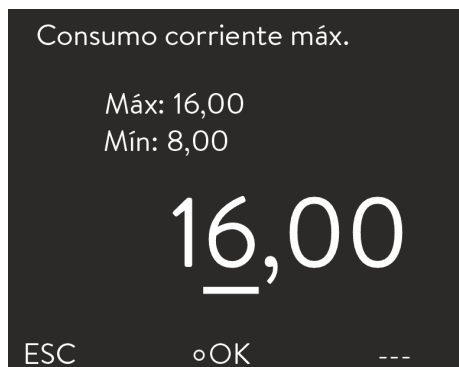 Consumo corriente máx.
Máx: 16,00
Mín: 8,00
16,00
ESC ○OK ---